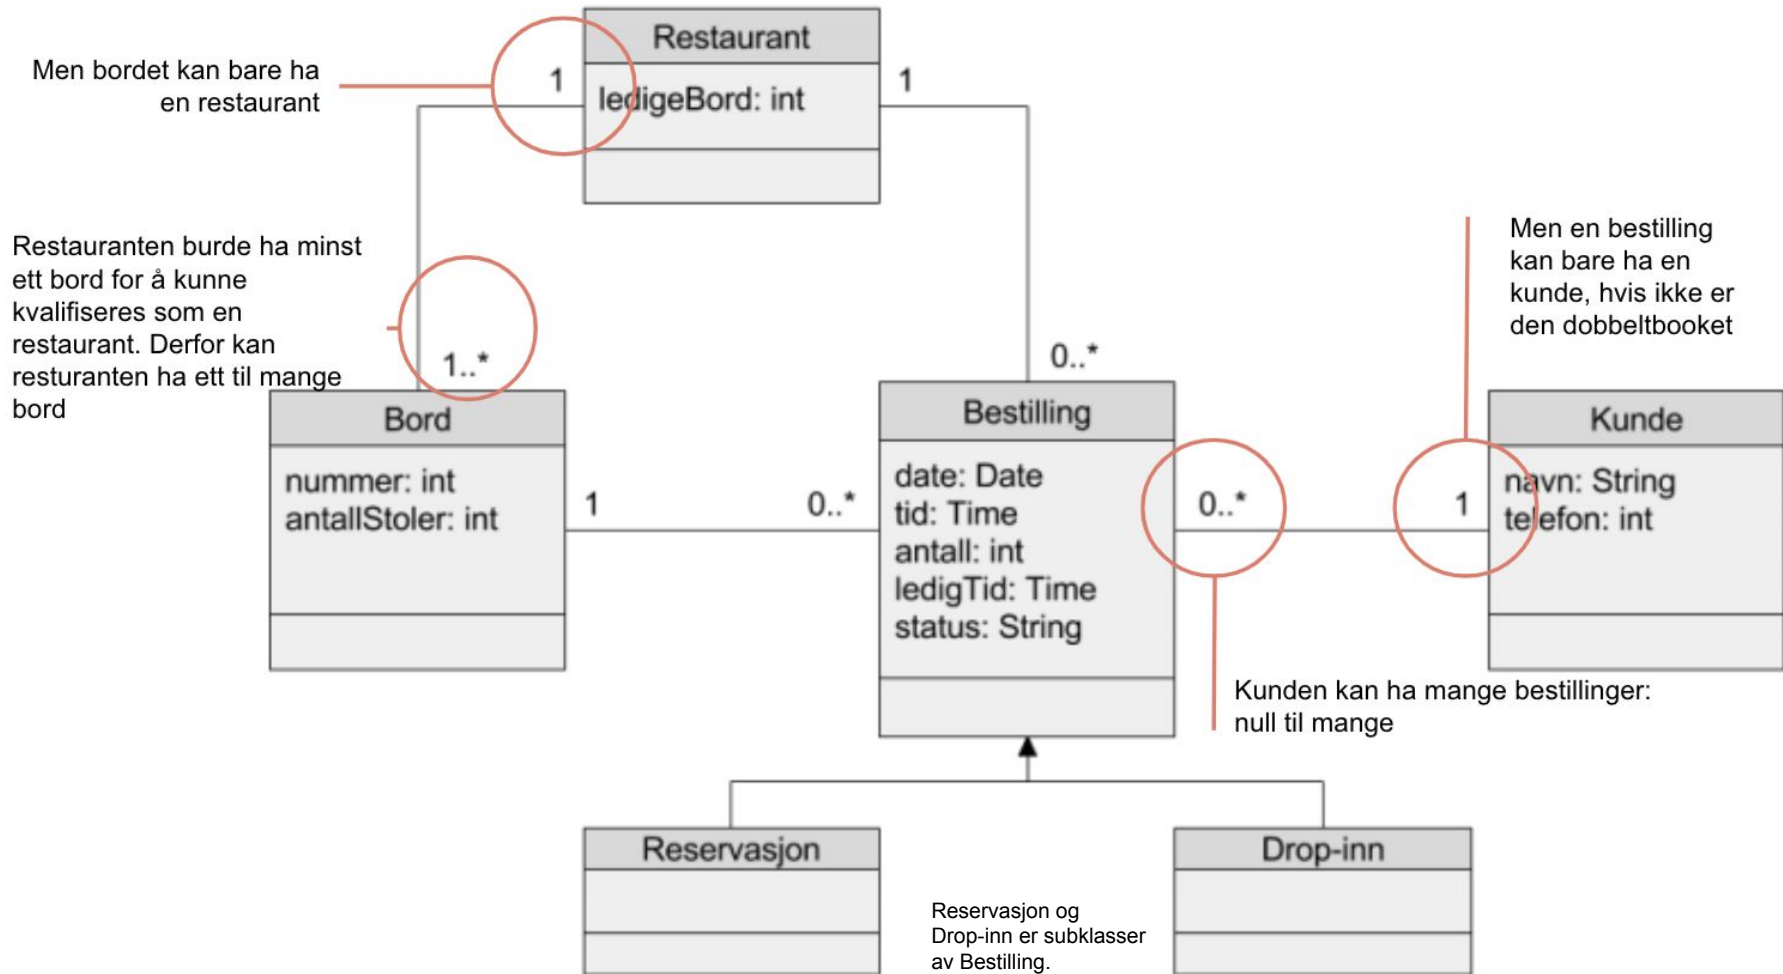 Restaurant
Men bordet kan bare ha
en restaurant
1
ledigeBord: int
1
Restauranten burde ha minst
ett bord for å kunne
kvalifiseres som en
restaurant. Derfor kan
resturanten ha ett til mange
bord
1..*
0..*
Men en bestilling
kan bare ha en
kunde, hvis ikke er
den dobbeltbooket
Bord
nummer: int
antallStoler: int
1
0..*
Bestilling
date: Date
tid: Time
antall: int
ledigTid: Time
status: String
0..*
1
Kunde
navn: String
telefon: int
Kunden kan ha mange bestillinger:
null til mange
Reservasjon
Drop-inn
Reservasjon og
Drop-inn er subklasser
av Bestilling.